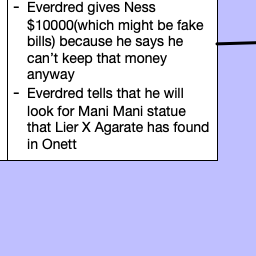 - Everdred gives Ness
$10000(which might be fake
bills) because he says he
can't keep that money
anyway
- Everdred tells that he will
look for Mani Mani statue
that Lier X Agarate has found
in Onett